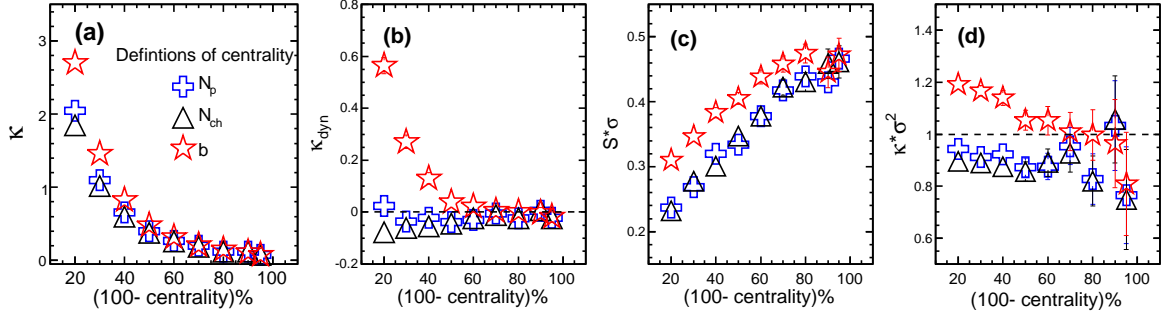 (a)
Defintions of centrality
N_p
N_ch
b
κ
3
2
1
0
20 40 60 80 100
(100- centrality)%
(b)
κ_dyn
0.6
0.4
0.2
0
-0.2
20 40 60 80 100
(100- centrality)%
(c)
S*σ
0.5
0.4
0.3
0.2
20 40 60 80 100
(100- centrality)%
(d)
κ*σ²
1.4
1.2
1
0.8
0.6
20 40 60 80 100
(100- centrality)%